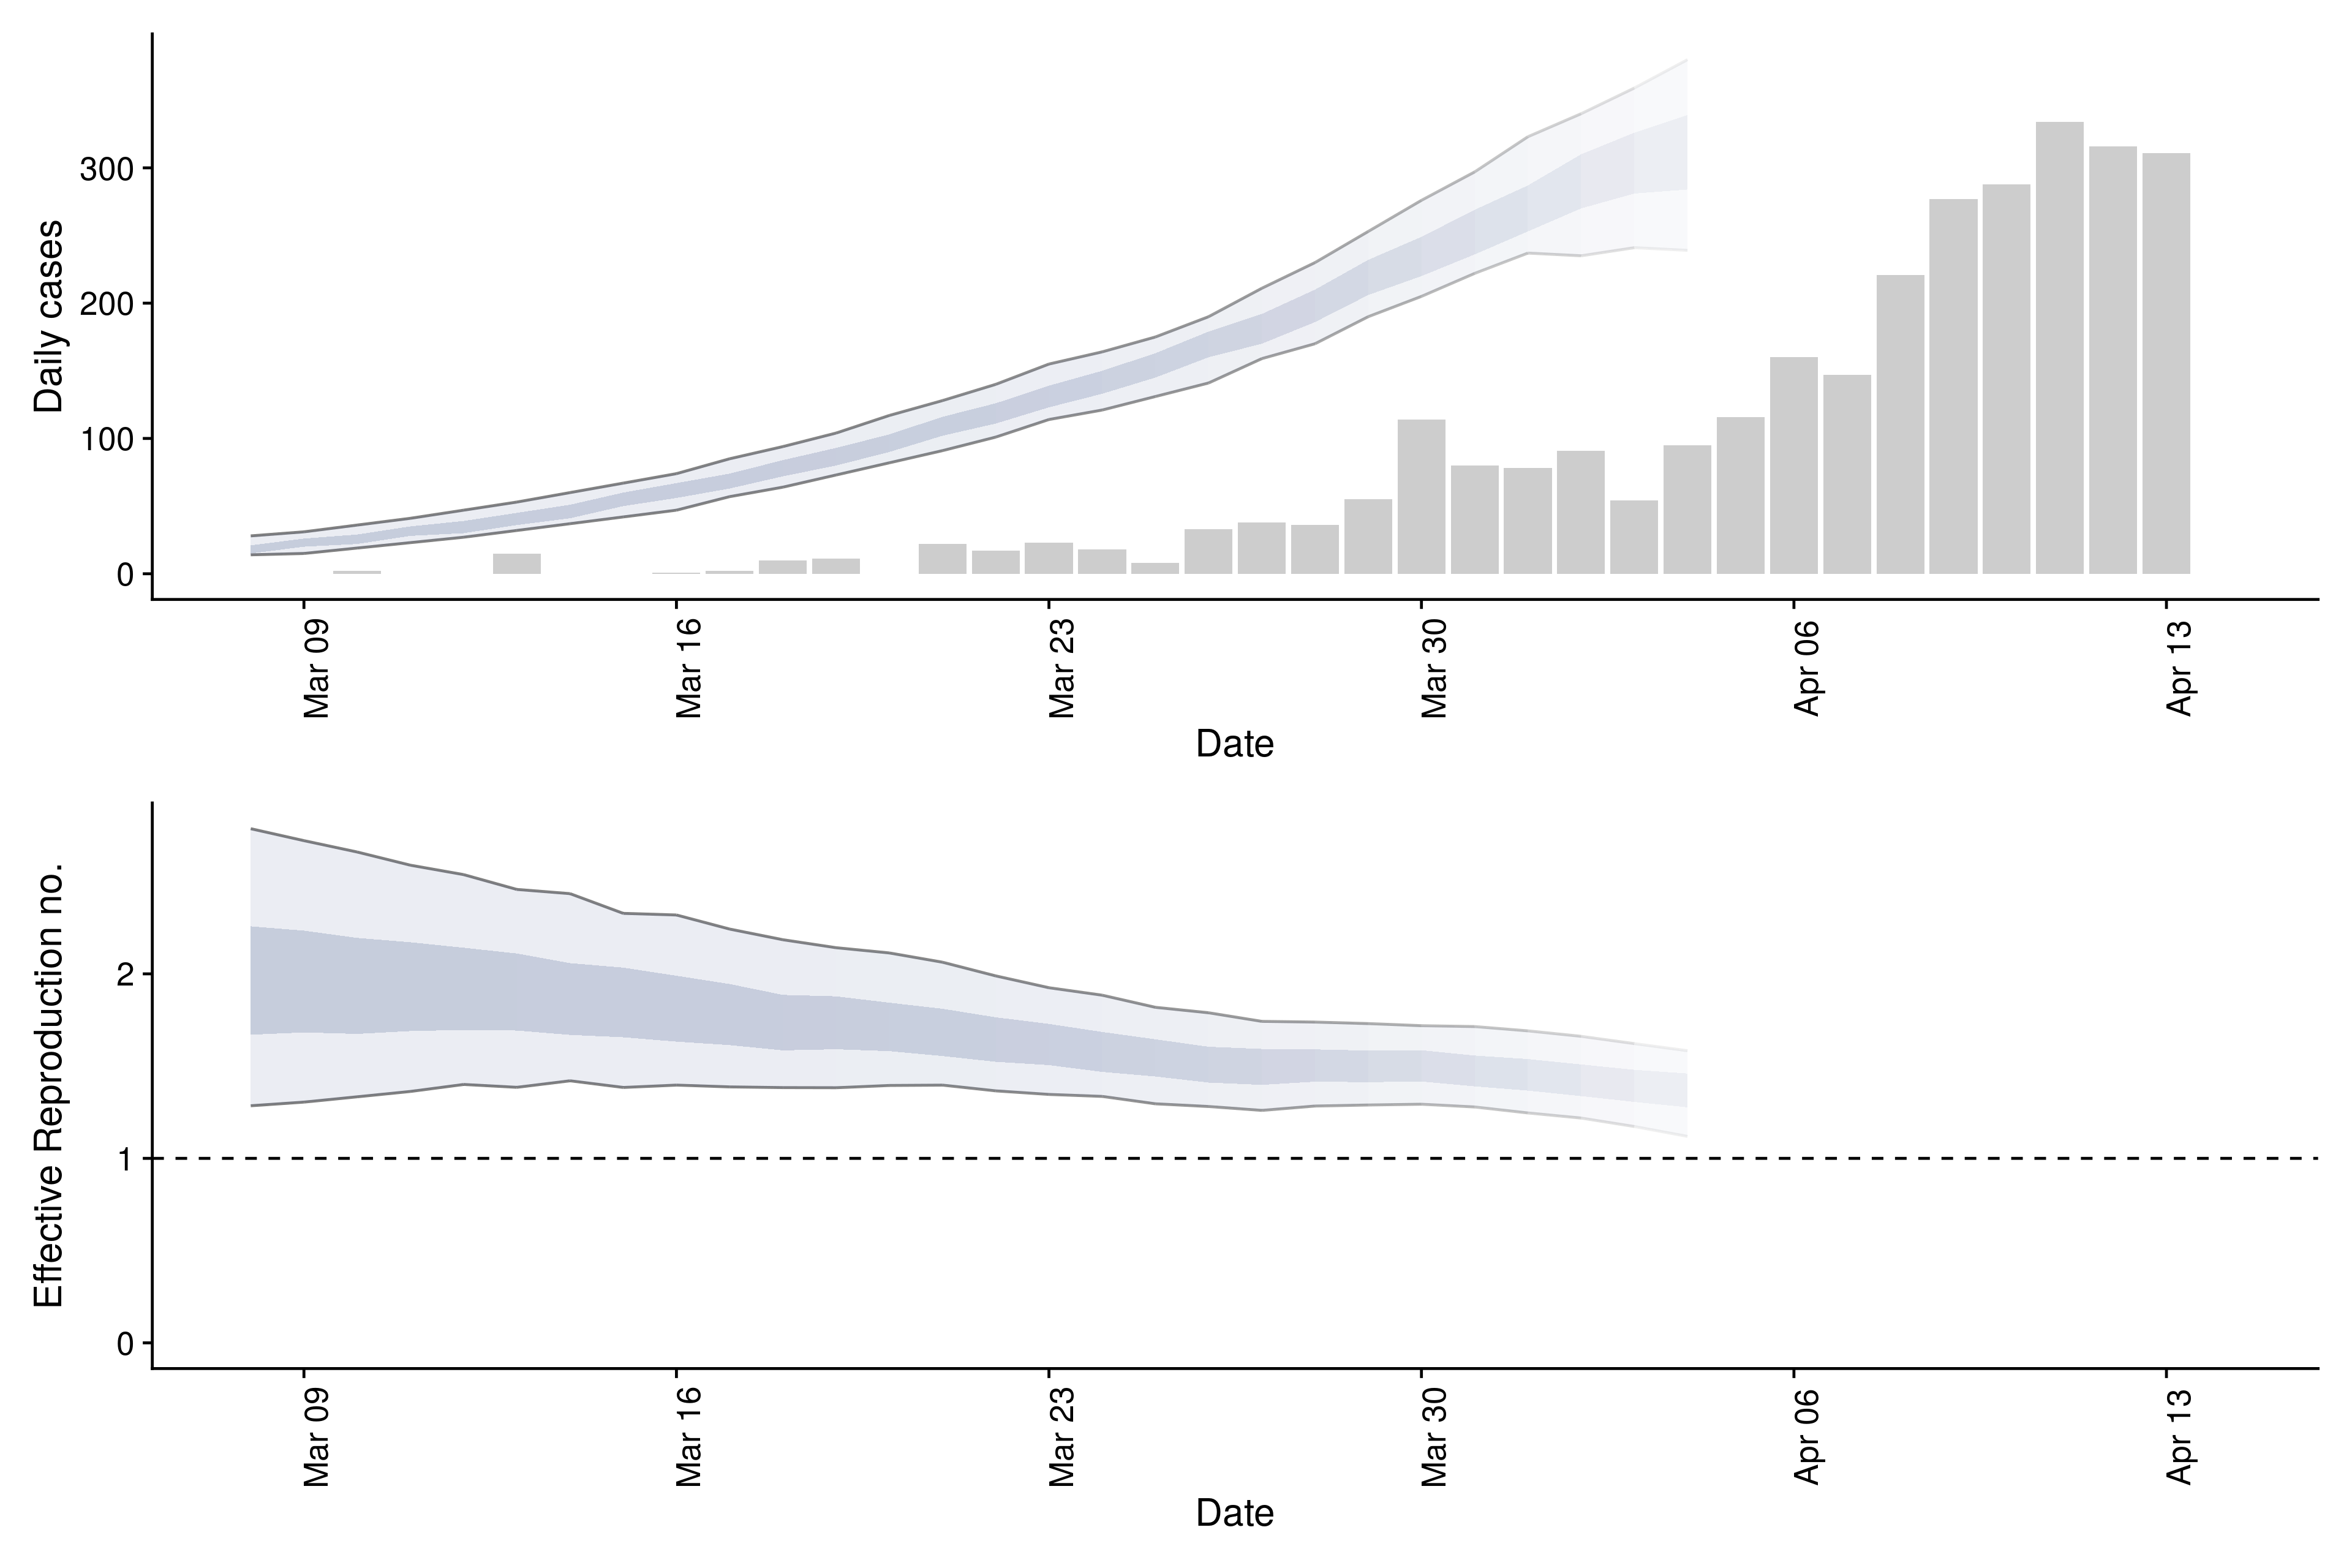 Daily cases
300
200
100
0
Mar 09
Mar 16
Mar 23
Mar 30
Apr 06
Apr 13
Date
Effective Reproduction no.
2
1
0
Mar 09
Mar 16
Mar 23
Mar 30
Apr 06
Apr 13
Date